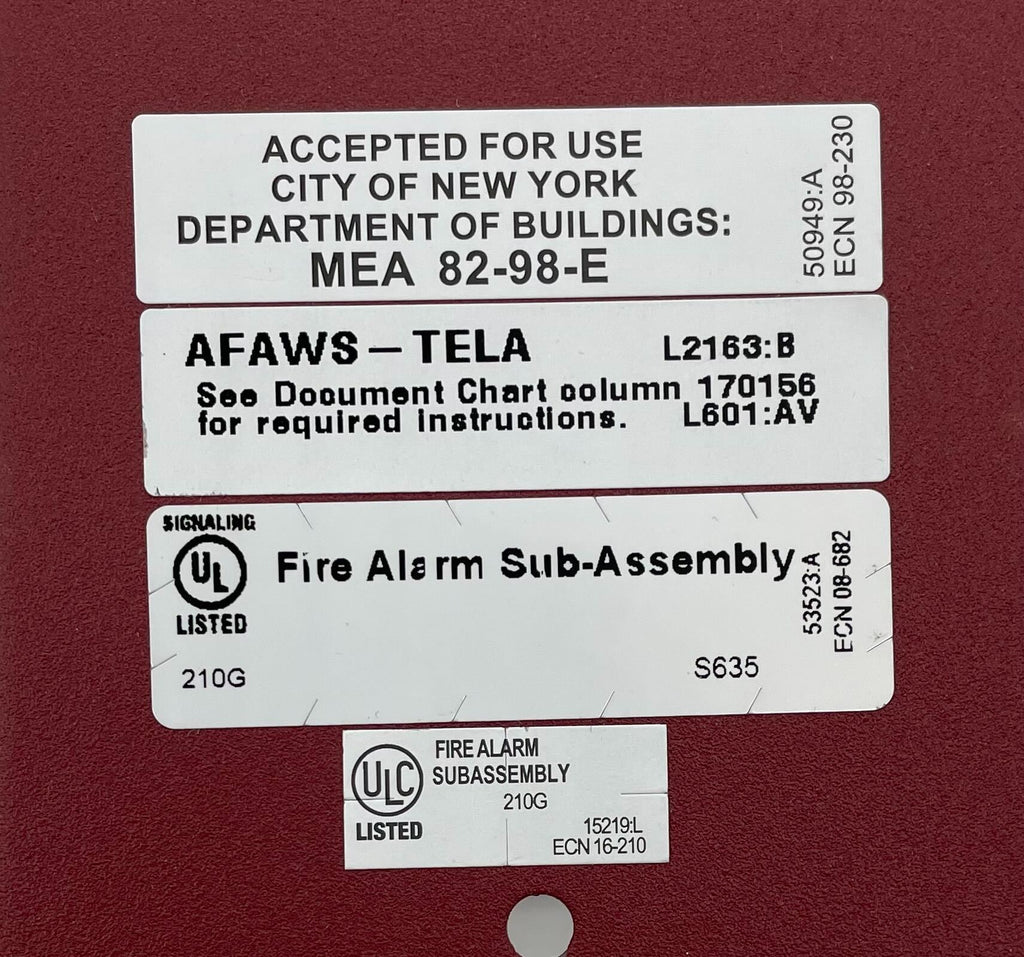 ACCEPTED FOR USE
CITY OF NEW YORK
DEPARTMENT OF BUILDINGS:
MEA 82-98-E
50949:A
ECN 98-230
AFAWS – TELA L2163:B
See Document Chart column 170156
for required instructions. L601:AV
SIGNALING
UL
LISTED
Fire Alarm Sub-Assembly
53523:A
ECN 08-682
210G
S635
ULC
LISTED
FIRE ALARM
SUBASSEMBLY
210G
15219:L
ECN 16-210